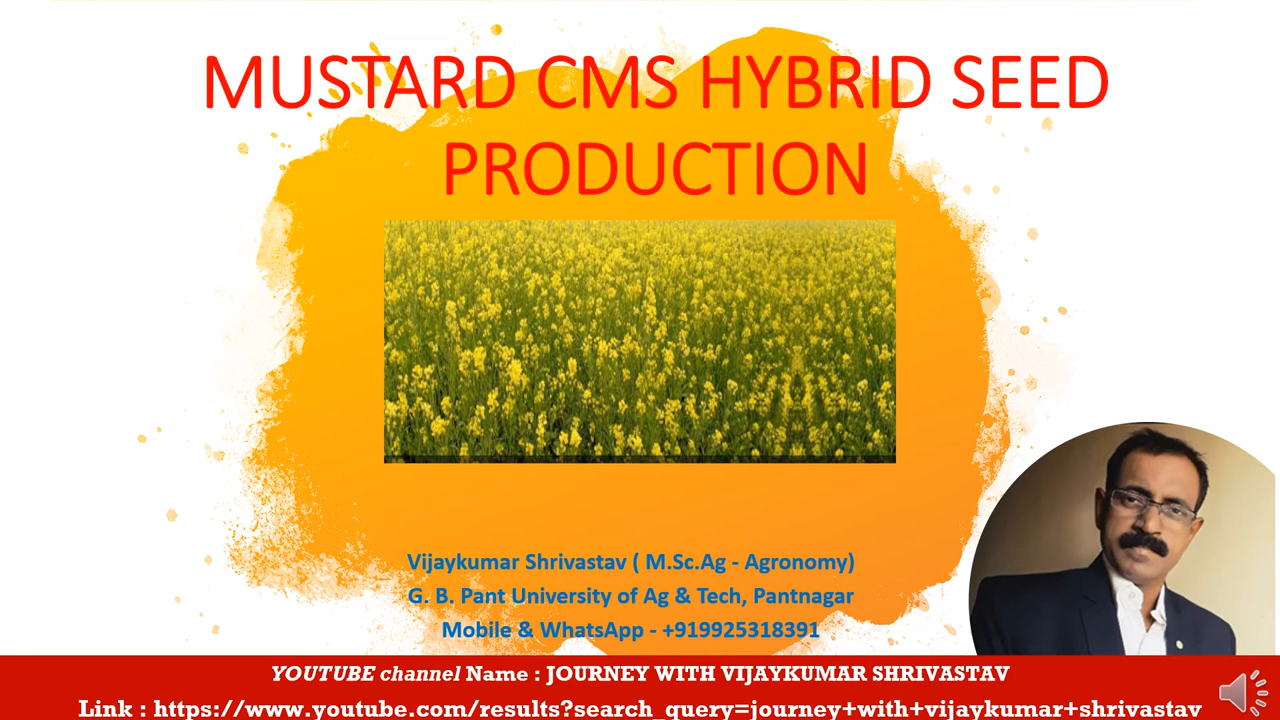 MUSTARD CMS HYBRID SEED
PRODUCTION
Vijaykumar Shrivastav ( M.Sc.Ag - Agronomy)
G. B. Pant University of Ag & Tech, Pantnagar
Mobile & WhatsApp - +919925318391
YOUTUBE channel Name : JOURNEY WITH VIJAYKUMAR SHRIVASTAV
Link : https://www.youtube.com/results?search_query=journey+with+vijaykumar+shrivastav